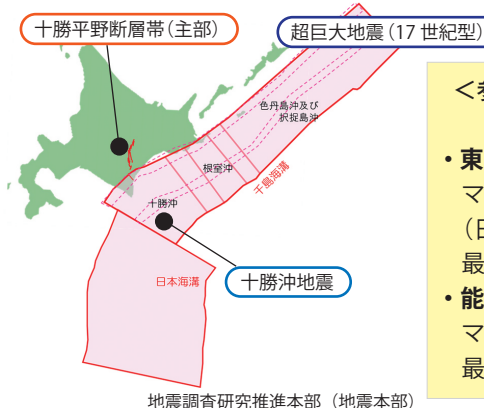 十勝平野断層帯（主部）
超巨大地震（17 世紀型）
色丹島沖及び
択捉島沖
根室沖
千島海溝
十勝沖
日本海溝
十勝沖地震
地震調査研究推進本部（地震本部）
＜参
・東
マ
（日
最
・能
マ
最